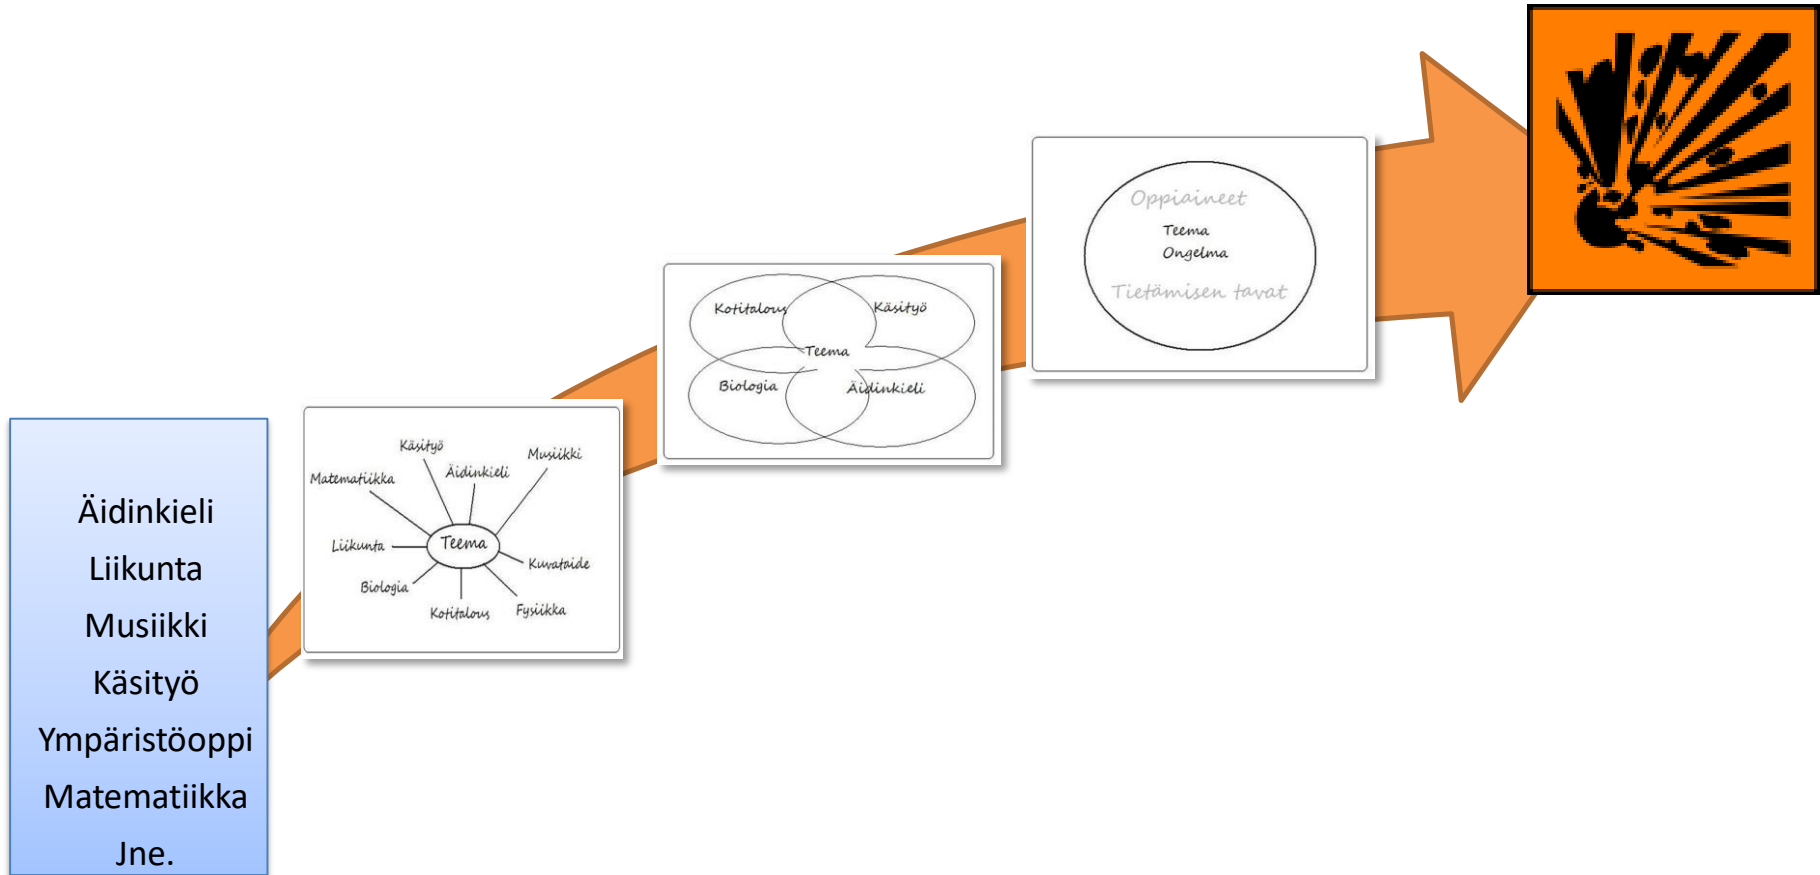 Äidinkieli
Liikunta
Musiikki
Käsityö
Ympäristöoppi
Matematiikka
Jne.
Käsityö
Musiikki
Äidinkieli
Matematiikka
Liikunta
Teema
Kuvataide
Biologia
Kotitalous
Fysiikka
Kotitalous
Käsityö
Teema
Biologia
Äidinkieli
Oppiaineet
Teema
Ongelma
Tietämisen tavat